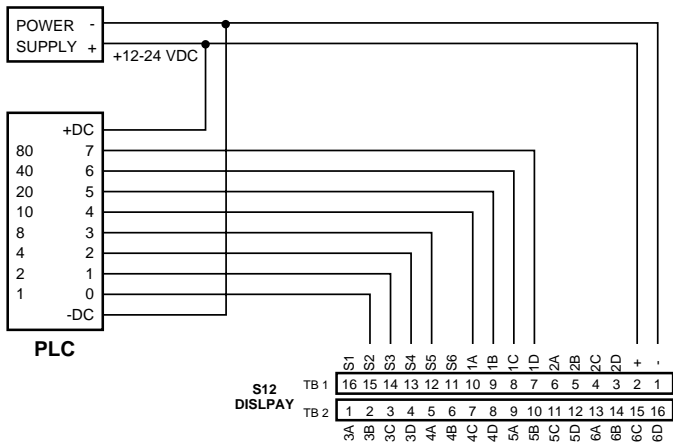 POWER -
SUPPLY +
+12-24 VDC
+DC
80 7
40 6
20 5
10 4
8 3
4 2
2 1
1 0
-DC
PLC
S1 S2 S3 S4 S5 S6 1A 1B 1C 1D 2A 2B 2C 2D + -
S12
DISLPAY
TB 1 16 15 14 13 12 11 10 9 8 7 6 5 4 3 2 1
TB 2 1 2 3 4 5 6 7 8 9 10 11 12 13 14 15 16
3A 3B 3C 3D 4A 4B 4C 4D 5A 5B 5C 5D 6A 6B 6C 6D